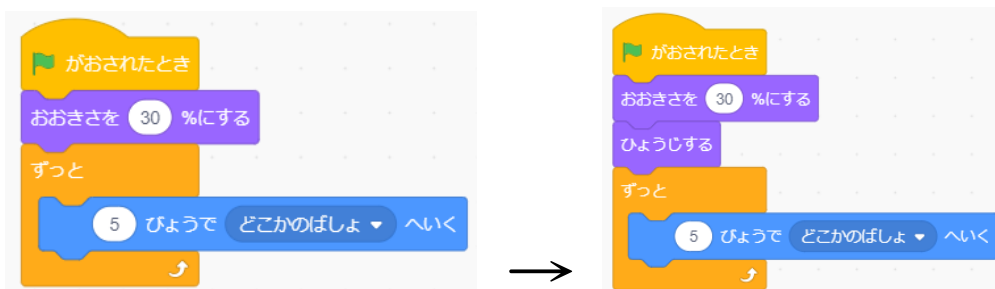 がおされたとき
おおきさを 30 %にする
ずっと
5 びょうで どこかのばしょ へいく
がおされたとき
おおきさを 30 %にする
ひょうじする
ずっと
5 びょうで どこかのばしょ へいく